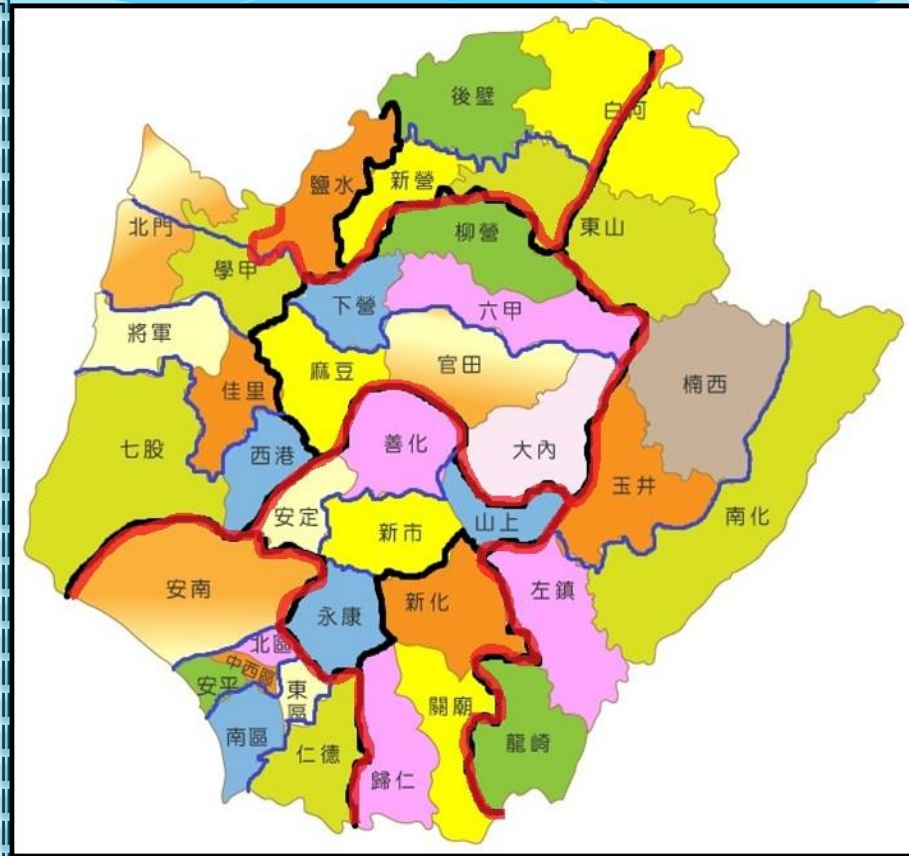 後壁
白河
鹽水
新營
北門
柳營
東山
學甲
下營
六甲
將軍
麻豆
官田
佳里
楠西
七股
西港
善化
大內
玉井
安定
新市
山上
南化
安南
永康
新化
左鎮
北區
中西區
安平
東區
關廟
南區
仁德
龍崎
歸仁